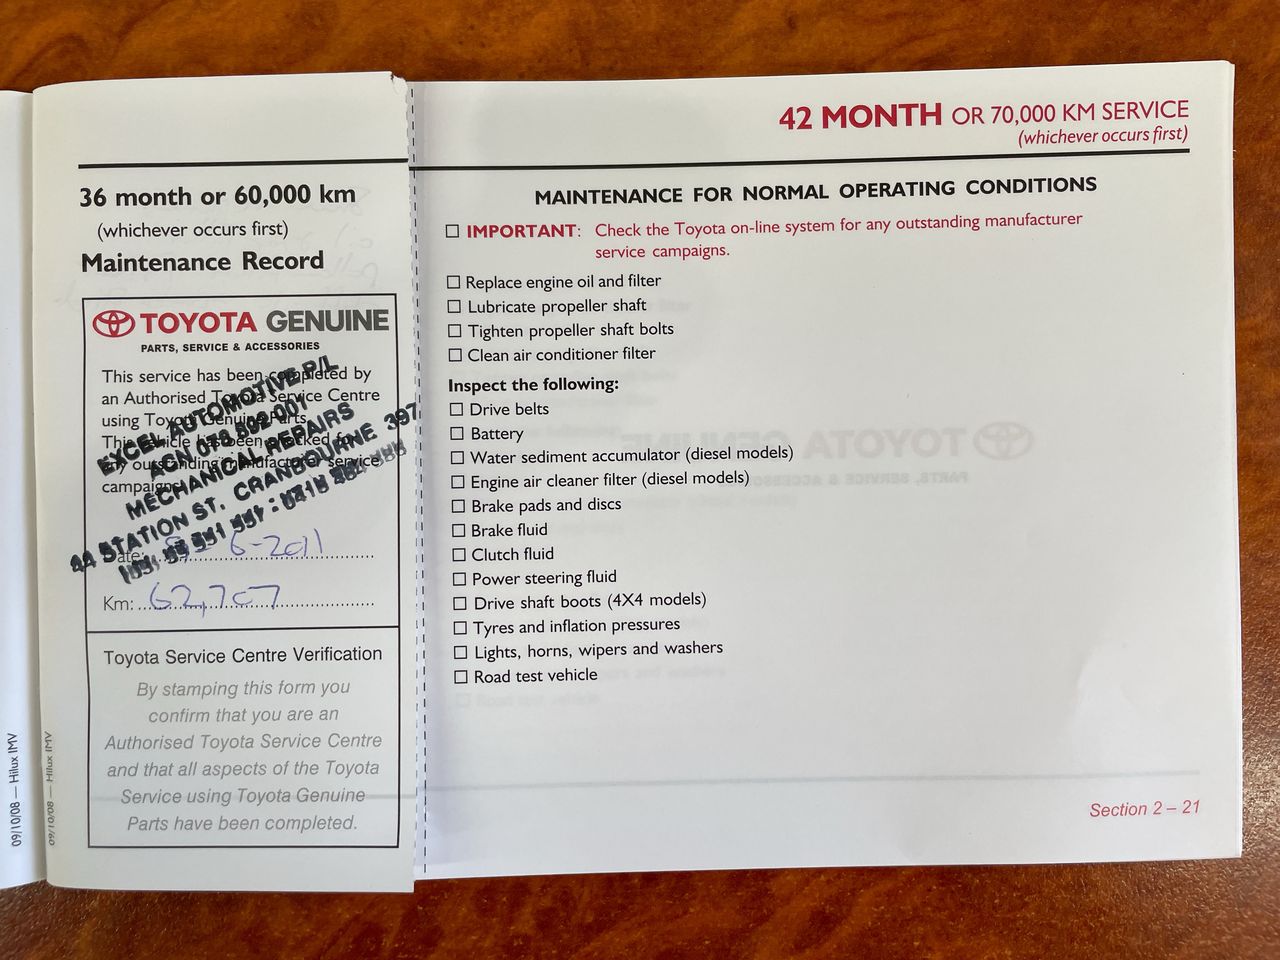 36 month or 60,000 km
(whichever occurs first)
Maintenance Record
TOYOTA GENUINE
PARTS, SERVICE & ACCESSORIES
This service has been completed by
an Authorised Toyota Service Centre
using Toyota Genuine Parts.
This vehicle has been checked for
any outstanding manufacturer service
campaigns.
EXCEL AUTOMOTIVE P/L
MECHANICAL REPAIRS
44 STATION ST. CRANBOURNE 397
Date: 6-2011
Km: 62,707
Toyota Service Centre Verification
By stamping this form you
confirm that you are an
Authorised Toyota Service Centre
and that all aspects of the Toyota
Service using Toyota Genuine
Parts have been completed.
09/10/08 — Hilux IMV
09/10/08 — Hilux IMV
42 MONTH OR 70,000 KM SERVICE
(whichever occurs first)
MAINTENANCE FOR NORMAL OPERATING CONDITIONS
☐ IMPORTANT: Check the Toyota on-line system for any outstanding manufacturer
service campaigns.
☐ Replace engine oil and filter
☐ Lubricate propeller shaft
☐ Tighten propeller shaft bolts
☐ Clean air conditioner filter
Inspect the following:
☐ Drive belts
☐ Battery
☐ Water sediment accumulator (diesel models)
☐ Engine air cleaner filter (diesel models)
☐ Brake pads and discs
☐ Brake fluid
☐ Clutch fluid
☐ Power steering fluid
☐ Drive shaft boots (4X4 models)
☐ Tyres and inflation pressures
☐ Lights, horns, wipers and washers
☐ Road test vehicle
Section 2 – 21